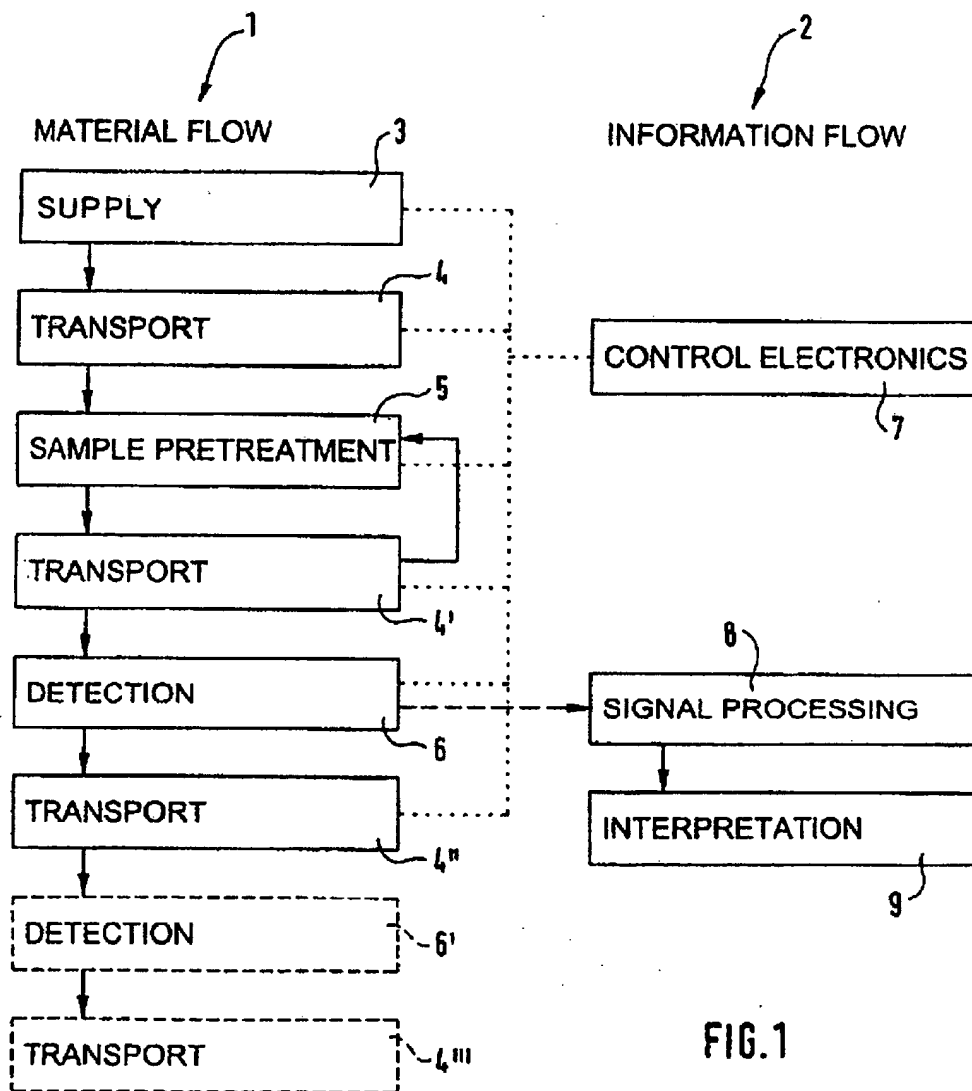 1
2
MATERIAL FLOW
INFORMATION FLOW
3
SUPPLY
4
TRANSPORT
CONTROL ELECTRONICS
7
5
SAMPLE PRETREATMENT
TRANSPORT
4'
8
DETECTION
6
SIGNAL PROCESSING
TRANSPORT
4"
INTERPRETATION
9
DETECTION
6'
TRANSPORT
4'''
FIG.1